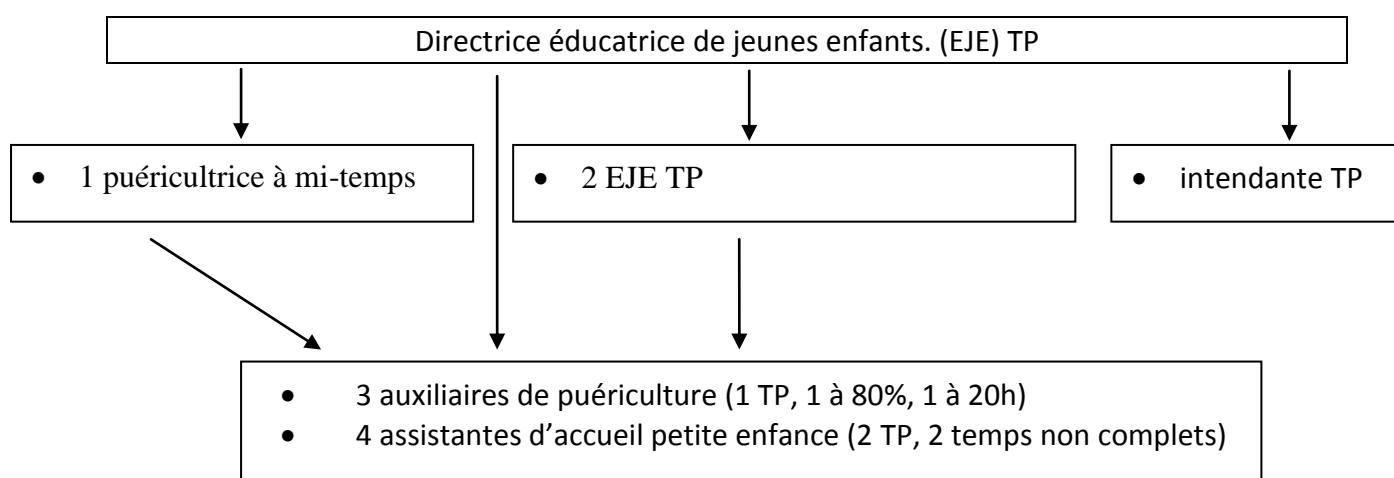 Directrice éducatrice de jeunes enfants. (EJE) TP
• 1 puéricultrice à mi-temps
• 2 EJE TP
• intendante TP
• 3 auxiliaires de puériculture (1 TP, 1 à 80%, 1 à 20h)
• 4 assistantes d’accueil petite enfance (2 TP, 2 temps non complets)